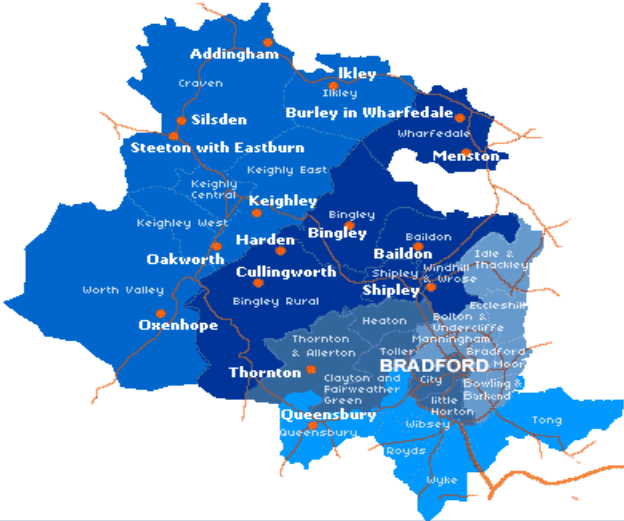 Addingham
Ilkley
Craven
Ilkley
Burley in Wharfedale
Silsden
Wharfedale
Steeton with Eastburn
Menston
Keighly East
Keighly
Central
Keighley
Bingley
Keighly West
Bingley
Harden
Baildon
Oakworth
Baildon
Idle &
Thackley
Cullingworth
Shipley
Windhill
& Wrose
Worth Valley
Shipley
Bingley Rural
Eccleshill
Oxenhope
Heaton
Bolton &
Undercliffe
Thornton
& Allerton
Manningham
Toller
Bradford
Moor
BRADFORD
Thornton
Clayton and
Fairweather
Green
City
Bowling &
Barkend
little
Horton
Queensbury
Queensbury
Wibsey
Tong
Royds
Wyke